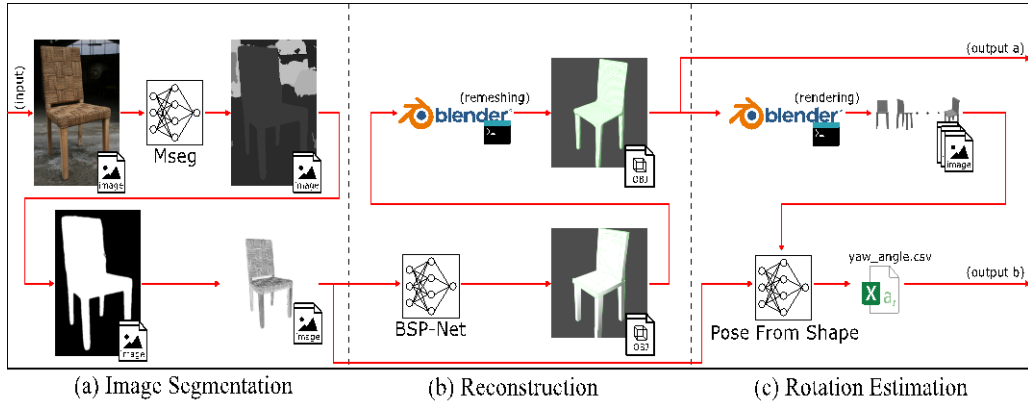 (input)
image
Mseg
image
image
image
blender
(remeshing)
OBJ
BSP-Net
OBJ
(output a)
blender
(rendering)
image
Pose From Shape
yaw_angle.csv
X a,
(output b)
(a) Image Segmentation
(b) Reconstruction
(c) Rotation Estimation